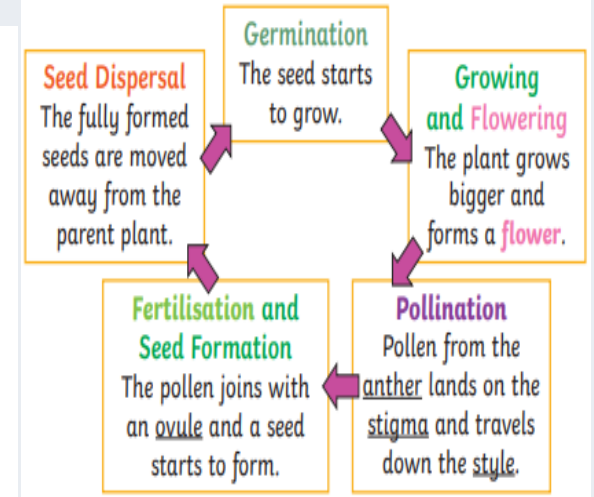 Germination
The seed starts
to grow.
Growing
and Flowering
The plant grows
bigger and
forms a flower.
Pollination
Pollen from the
anther lands on the
stigma and travels
down the style.
Fertilisation and
Seed Formation
The pollen joins with
an ovule and a seed
starts to form.
Seed Dispersal
The fully formed
seeds are moved
away from the
parent plant.